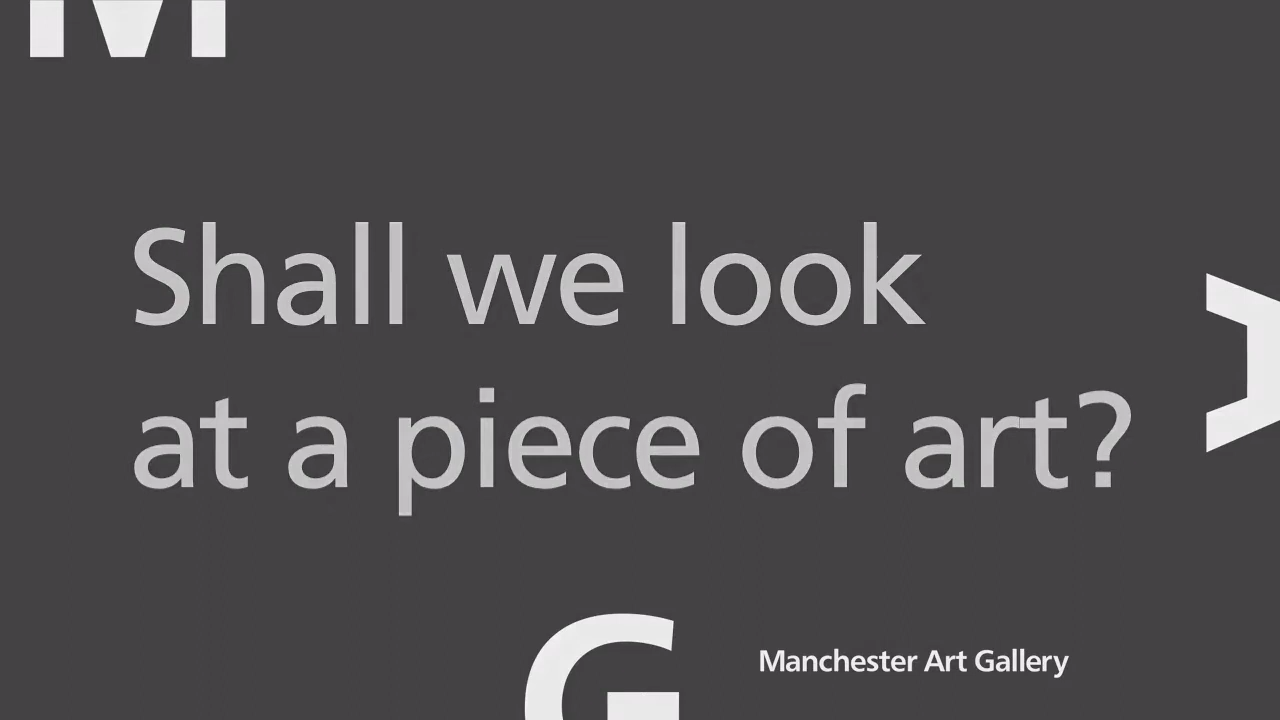 M
Shall we look
at a piece of art?
A
G
Manchester Art Gallery